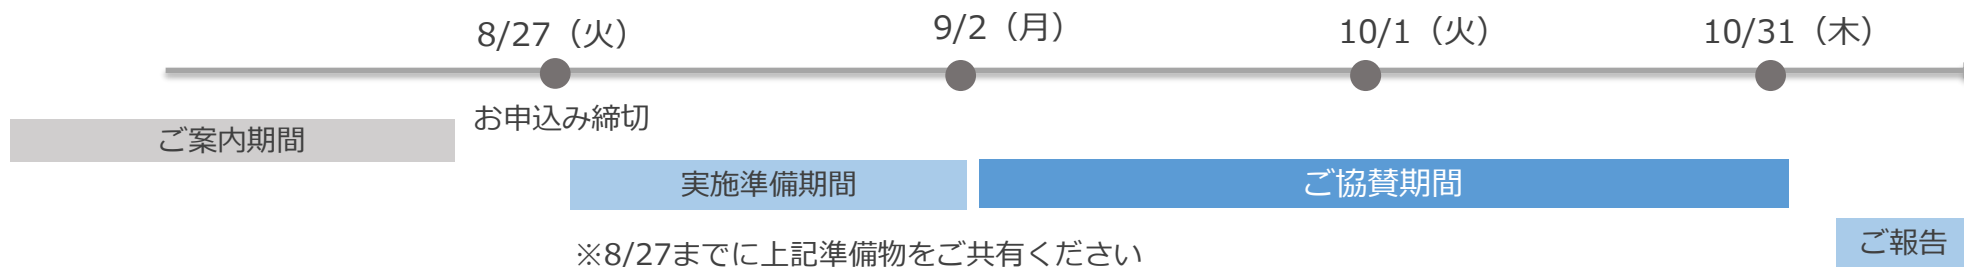 8/27（火）
9/2（月）
10/1（火）
10/31（木）
お申込み締切
ご案内期間
実施準備期間
ご協賛期間
※8/27までに上記準備物をご共有ください
ご報告